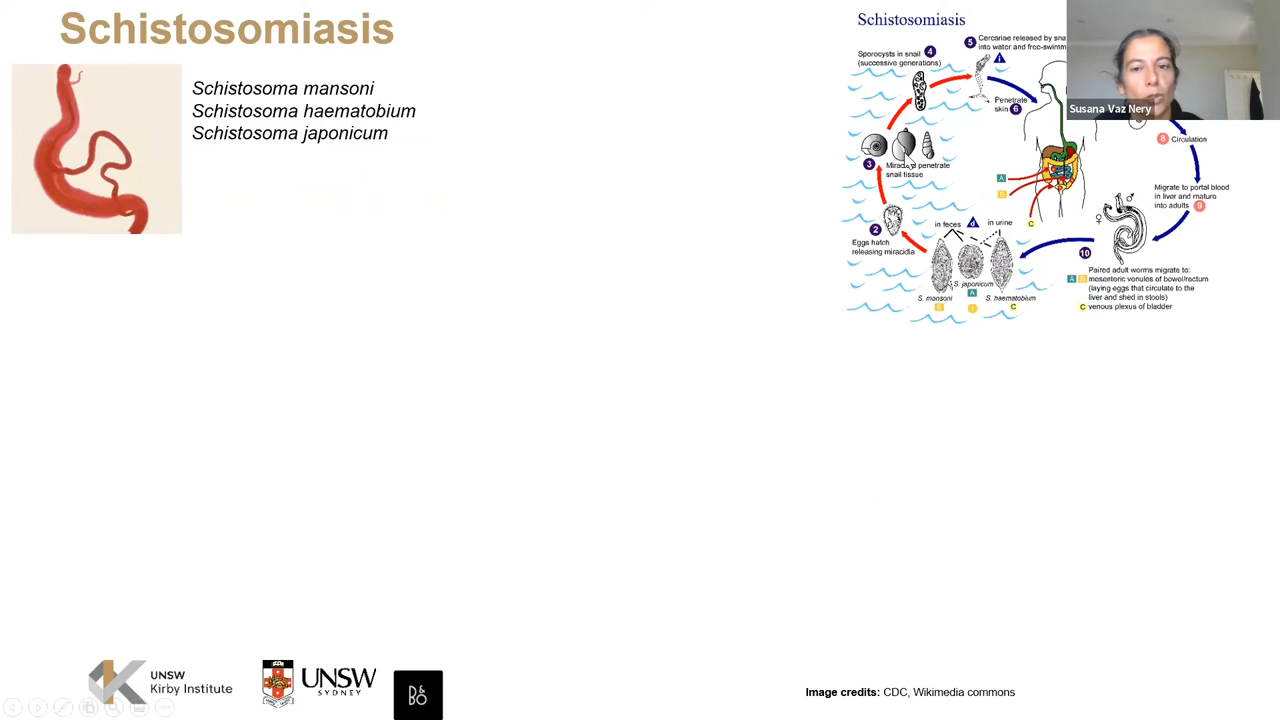 Schistosomiasis
Schistosoma mansoni
Schistosoma haematobium
Schistosoma japonicum
Schistosomiasis
5
Cercariae released by
into water and
4
Sporocysts in snail
(successive generations)
i
Penetrate
skin 6
Susana Vaz Nery
8 Circulation
3
penetrate
snail tissue
A
B
C
Migrate to portal blood
in liver and mature
into adults 9
2
Eggs hatch
releasing miracidia
in feces
d
in urine
10
Paired adult worms migrate to:
A B mesenteric venules of bowel/rectum
(laying eggs that circulate to the
liver and shed in stools)
C venous plexus of bladder
S. japonicum
A
S. mansoni
B
S. haematobium
C
UNSW
Kirby Institute
UNSW
SYDNEY
Image credits: CDC, Wikimedia commons